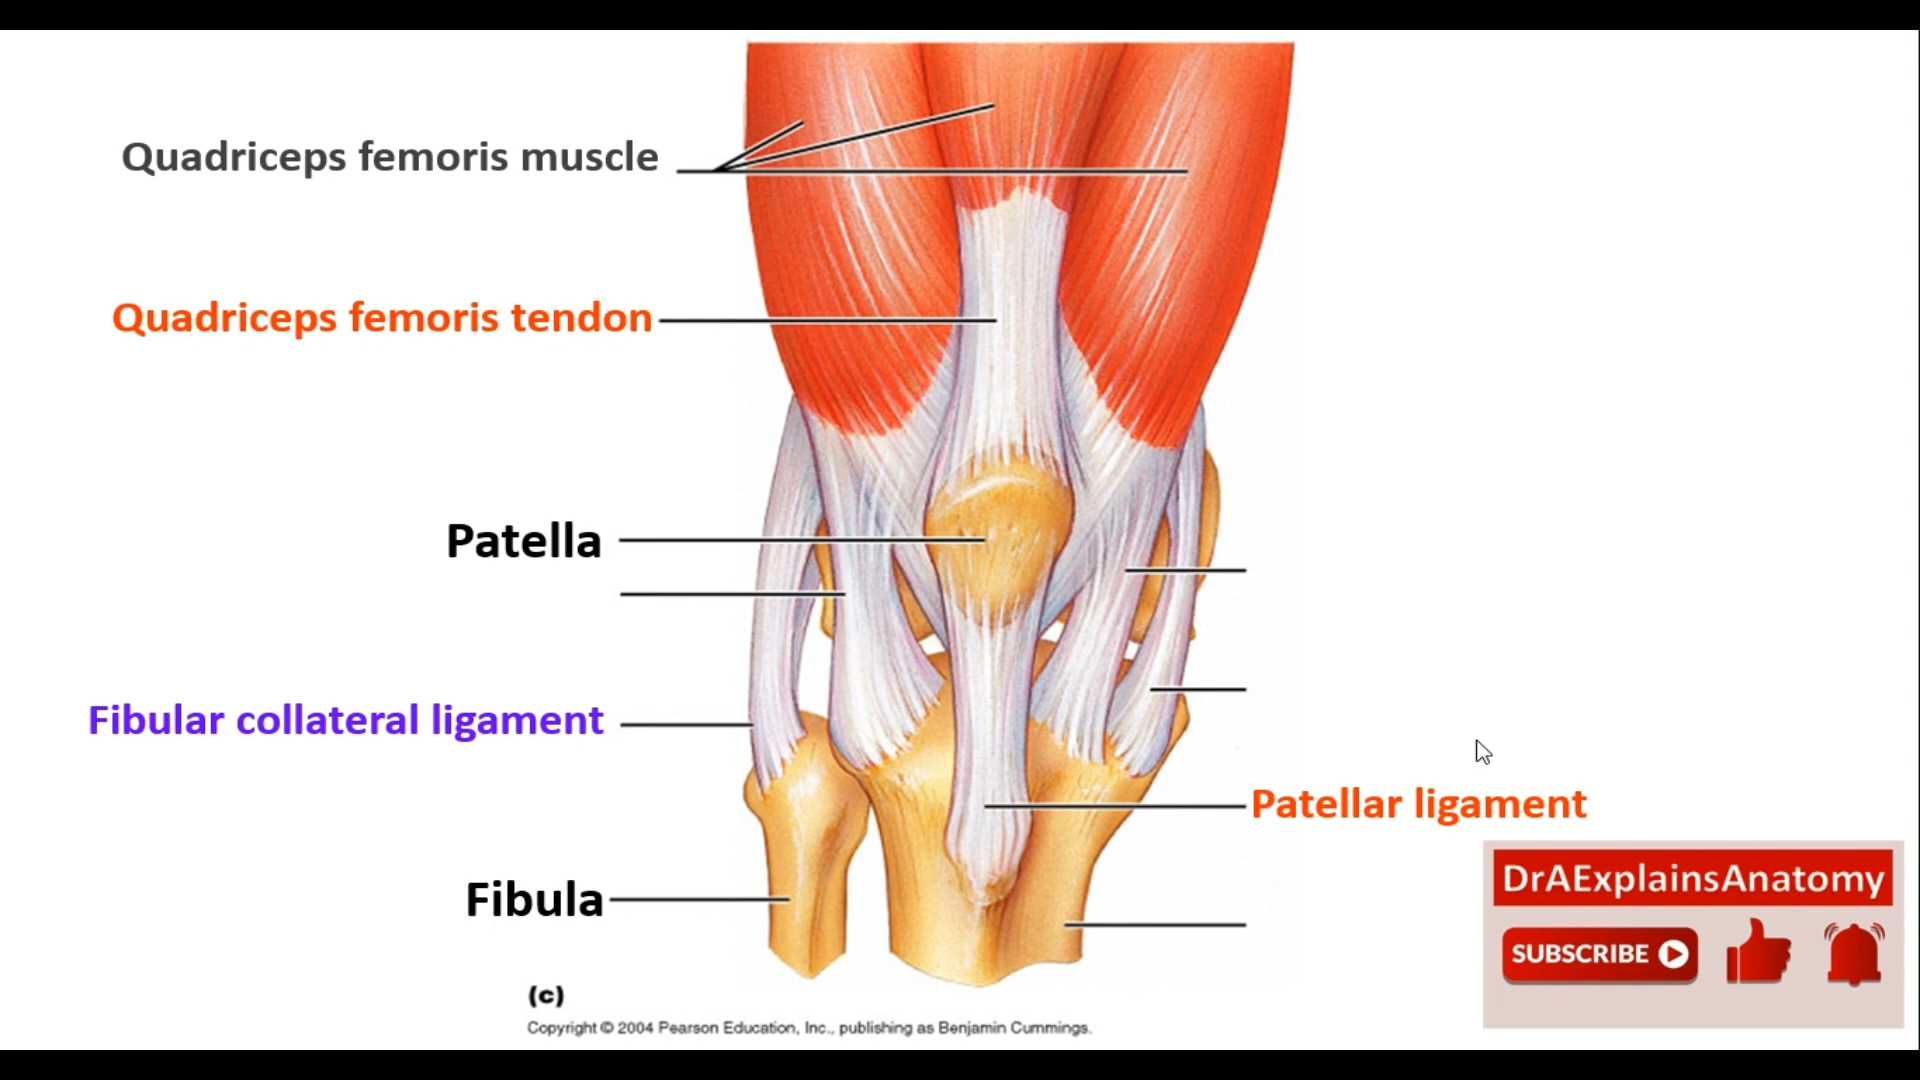 Quadriceps femoris muscle
Quadriceps femoris tendon
Patella
Fibular collateral ligament
Patellar ligament
Fibula
DrAExplainsAnatomy
SUBSCRIBE
(c)
Copyright © 2004 Pearson Education, Inc., publishing as Benjamin Cummings.